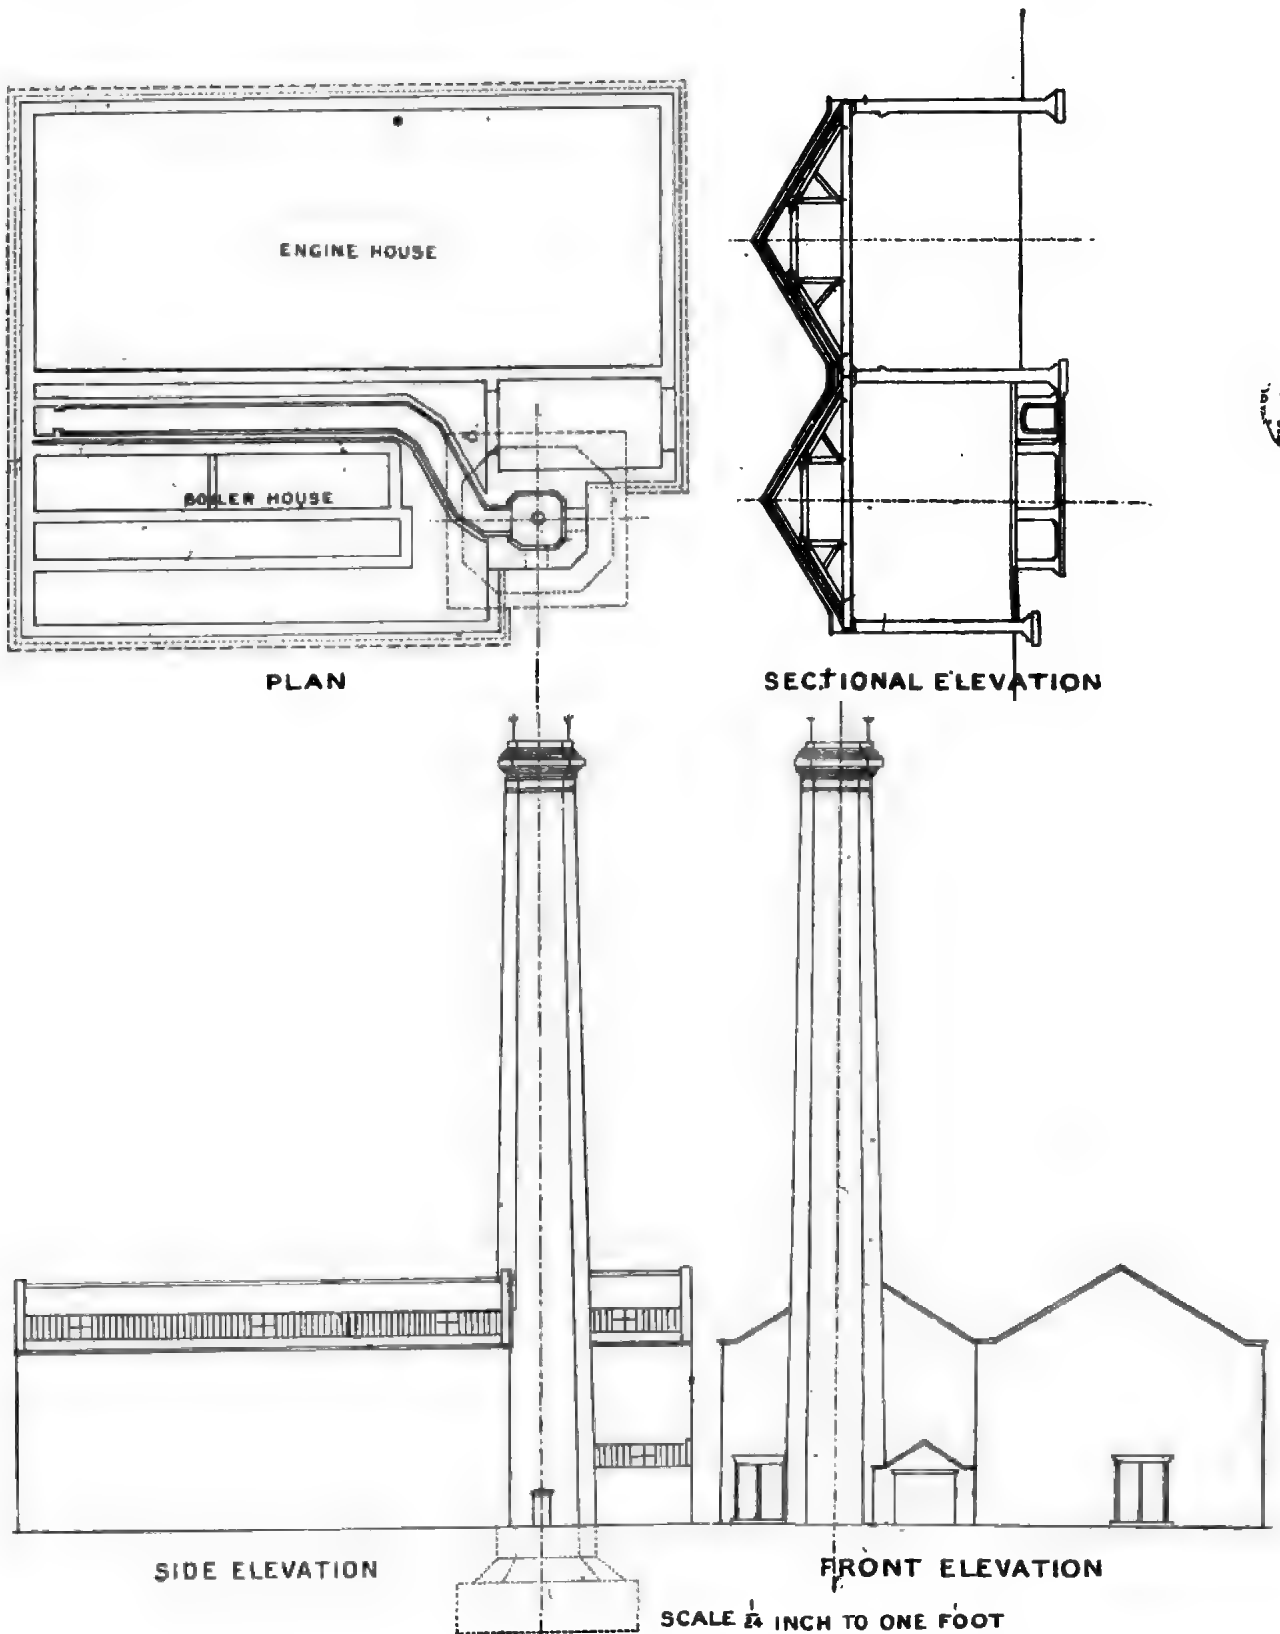 ENGINE HOUSE
BOILER HOUSE
PLAN
SECTIONAL ELEVATION
SIDE ELEVATION
FRONT ELEVATION
SCALE 1/24 INCH TO ONE FOOT